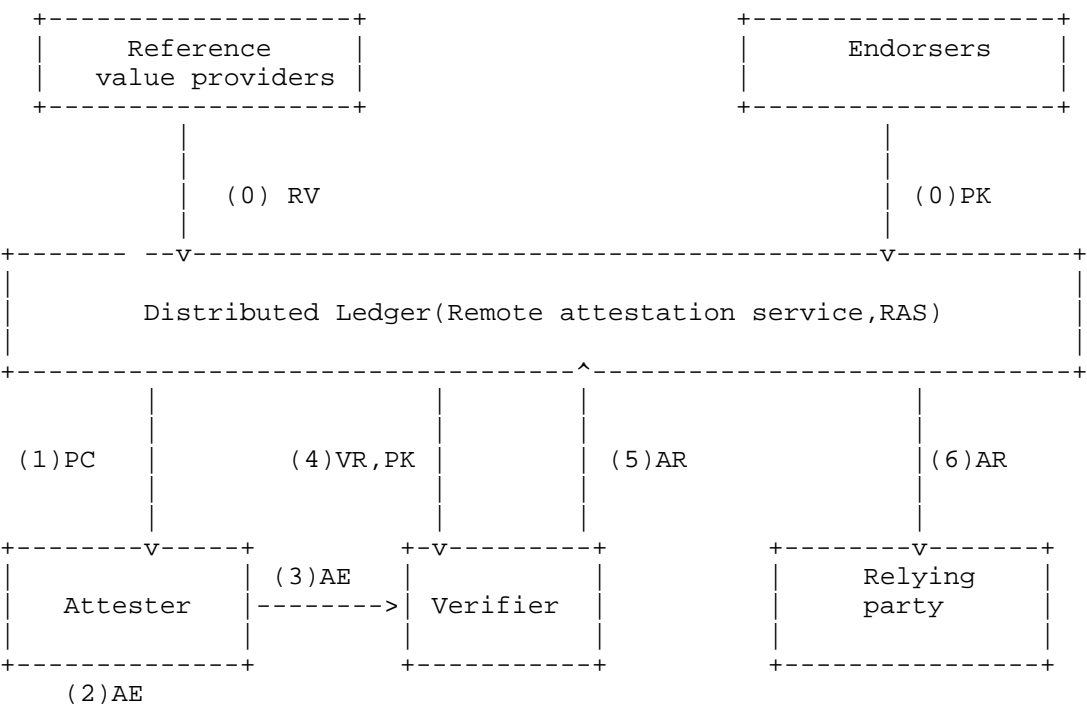 Reference
Endorsers
value providers
(0) RV
(0)PK
Distributed Ledger(Remote attestation service,RAS)
(1)PC
(4)VR,PK
(5)AR
(6)AR
(3)AE
Relying
Attester
Verifier
party
(2)AE